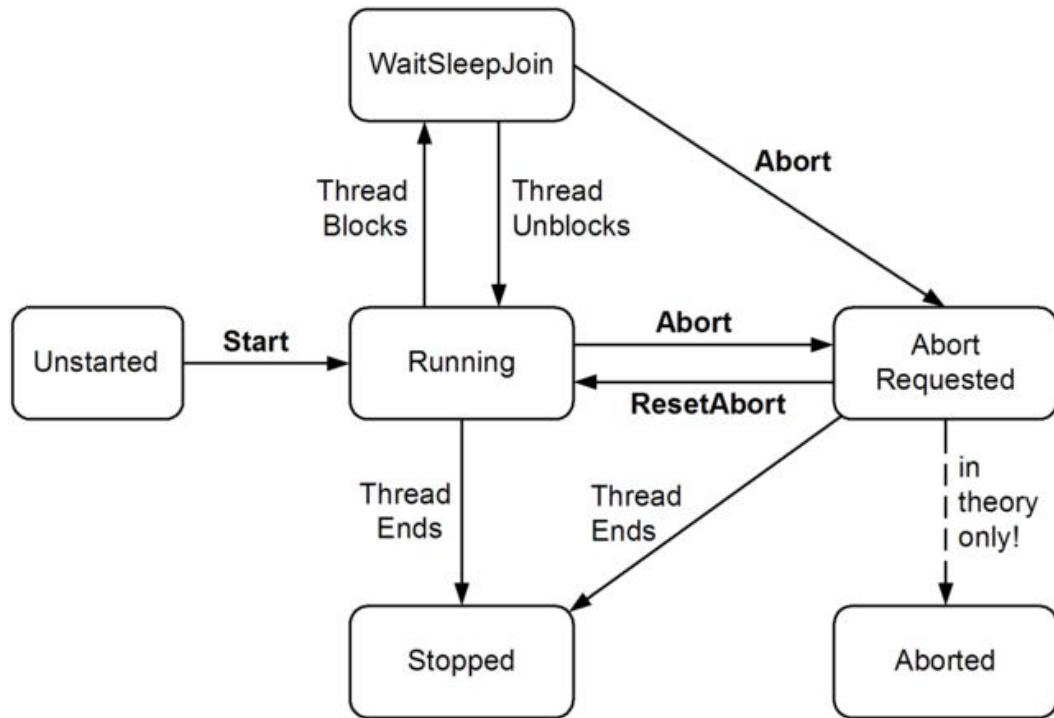 WaitSleepJoin
Abort
Thread
Blocks
Thread
Unblocks
Unstarted
Start
Running
Abort
ResetAbort
Abort
Requested
Thread
Ends
Thread
Ends
in
theory
only!
Stopped
Aborted